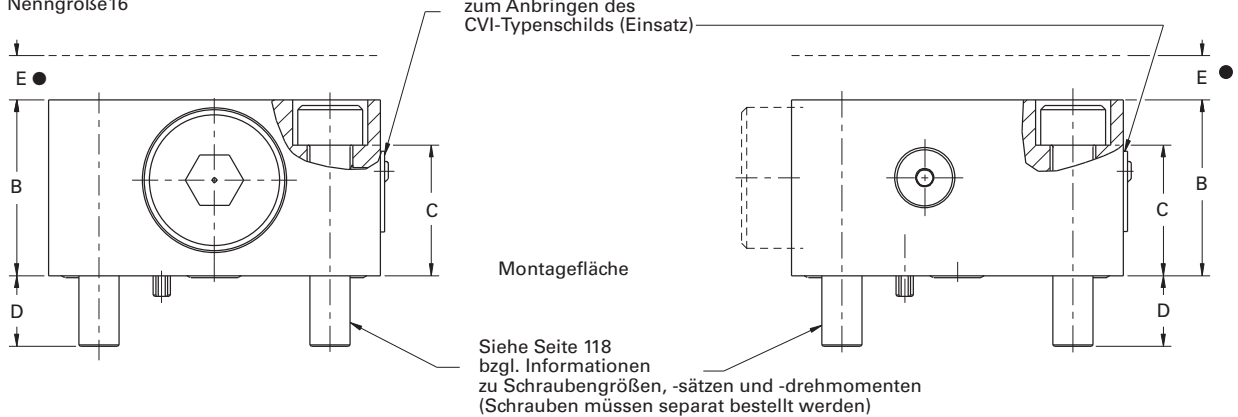 Nenngröße16
zum Anbringen des
CVI-Typenschilds (Einsatz)
E
E
B
C
C
B
Montagefläche
D
D
Siehe Seite 118
bzgl. Informationen
zu Schraubengrößen, -sätzen und -drehmomenten
(Schrauben müssen separat bestellt werden)